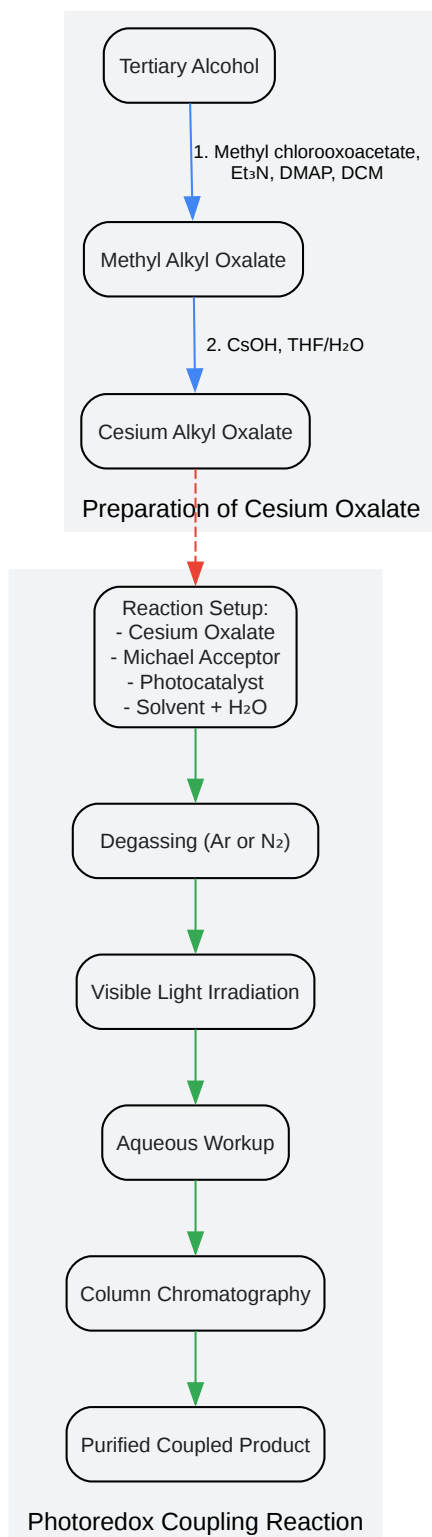 Tertiary Alcohol
1. Methyl chlorooxoacetate,
Et₃N, DMAP, DCM
Methyl Alkyl Oxalate
2. CsOH, THF/H₂O
Cesium Alkyl Oxalate
Preparation of Cesium Oxalate
Reaction Setup:
- Cesium Oxalate
- Michael Acceptor
- Photocatalyst
- Solvent + H₂O
Degassing (Ar or N₂)
Visible Light Irradiation
Aqueous Workup
Column Chromatography
Purified Coupled Product
Photoredox Coupling Reaction